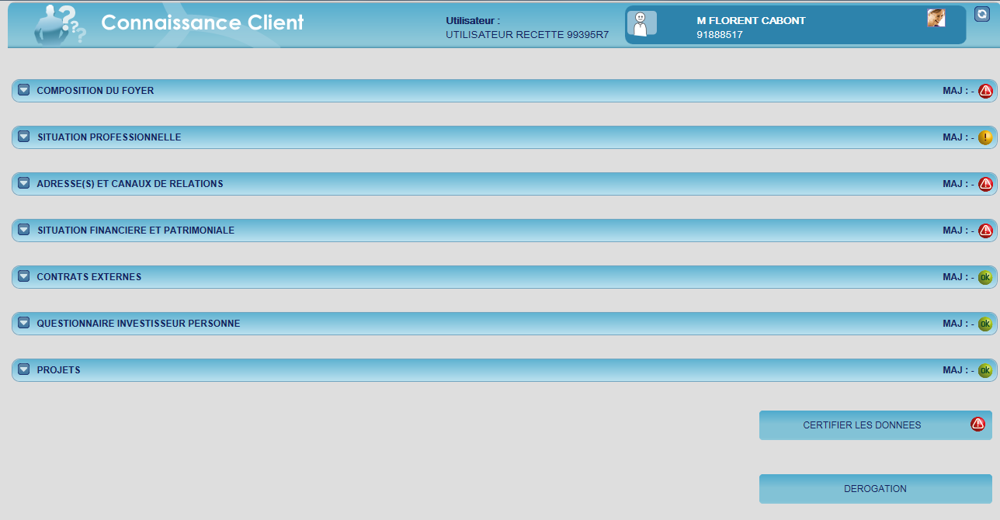 Connaissance Client
Utilisateur :
UTILISATEUR RECETTE 99395R7
M FLORENT CABONT
91888517
COMPOSITION DU FOYER MAJ : -
SITUATION PROFESSIONNELLE MAJ : - !
ADRESSE(S) ET CANAUX DE RELATIONS MAJ : -
SITUATION FINANCIERE ET PATRIMONIALE MAJ : -
CONTRATS EXTERNES MAJ : - ok
QUESTIONNAIRE INVESTISSEUR PERSONNE MAJ : - ok
PROJETS MAJ : - ok
CERTIFIER LES DONNEES
DEROGATION